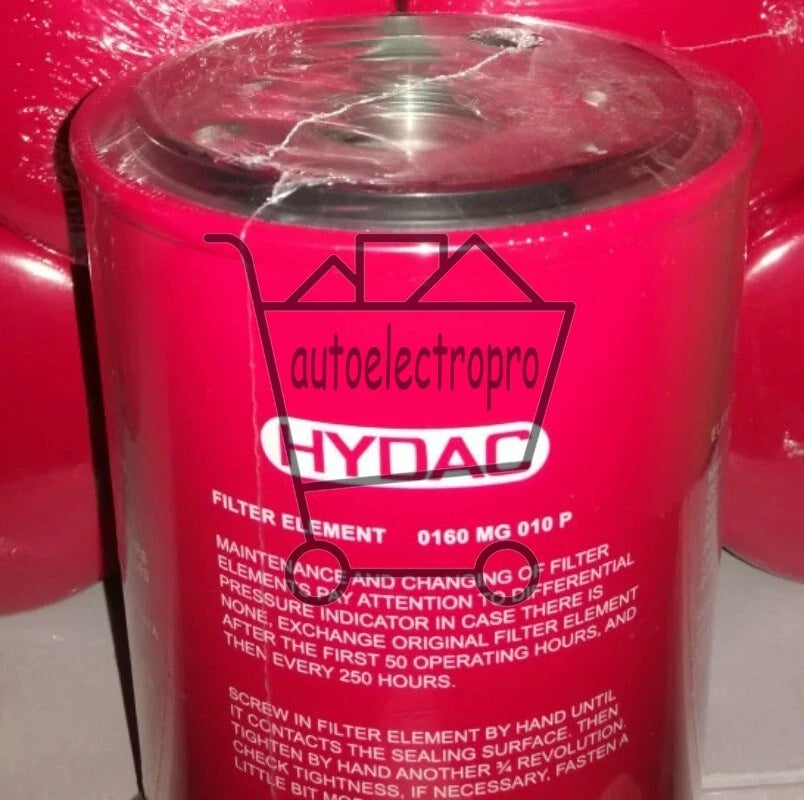 autoelectropro
HYDAC
FILTER ELEMENT 0160 MG 010 P
MAINTENANCE AND CHANGING OF FILTER
ELEMENTS PAY ATTENTION TO DIFFERENTIAL
PRESSURE INDICATOR IN CASE THERE IS
NONE, EXCHANGE ORIGINAL FILTER ELEMENT
AFTER THE FIRST 50 OPERATING HOURS, AND
THEN EVERY 250 HOURS.
SCREW IN FILTER ELEMENT BY HAND UNTIL
IT CONTACTS THE SEALING SURFACE. THEN
TIGHTEN BY HAND ANOTHER ¾ REVOLUTION.
CHECK TIGHTNESS, IF NECESSARY, FASTEN A
LITTLE BIT